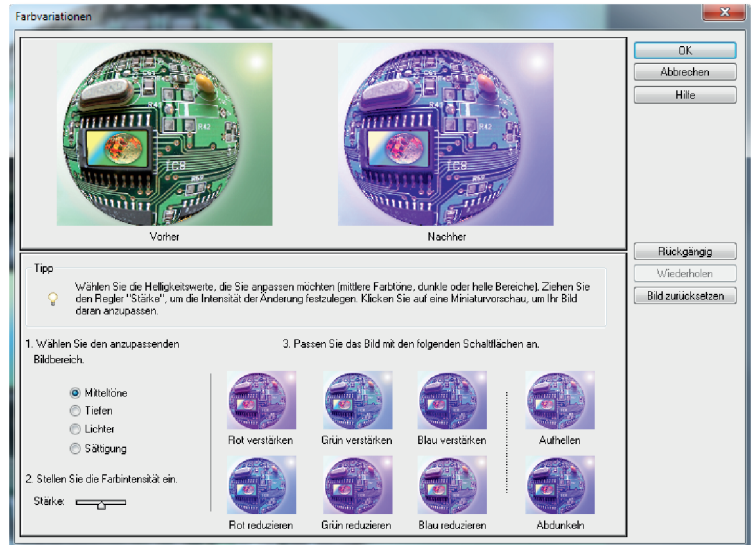 Farbvariationen
OK
Abbrechen
Hilfe
Vorher
Nachher
Rückgängig
Wiederholen
Bild zurücksetzen
Tipp
Wählen Sie die Helligkeitswerte, die Sie anpassen möchten (mittlere Farbtöne, dunkle oder helle Bereiche). Ziehen Sie
den Regler "Stärke", um die Intensität der Änderung festzulegen. Klicken Sie auf eine Miniaturvorschau, um Ihr Bild
daran anzupassen.
1. Wählen Sie den anzupassenden
Bildbereich.
Mitteltöne
Tiefen
Lichter
Sättigung
2. Stellen Sie die Farbintensität ein.
Stärke:
3. Passen Sie das Bild mit den folgenden Schaltflächen an.
Rot verstärken
Grün verstärken
Blau verstärken
Aufhellen
Rot reduzieren
Grün reduzieren
Blau reduzieren
Abdunkeln